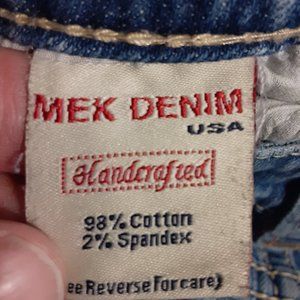 MEK DENIM
USA
Handcrafted
98% Cotton
2% Spandex
ee Reverse For care)